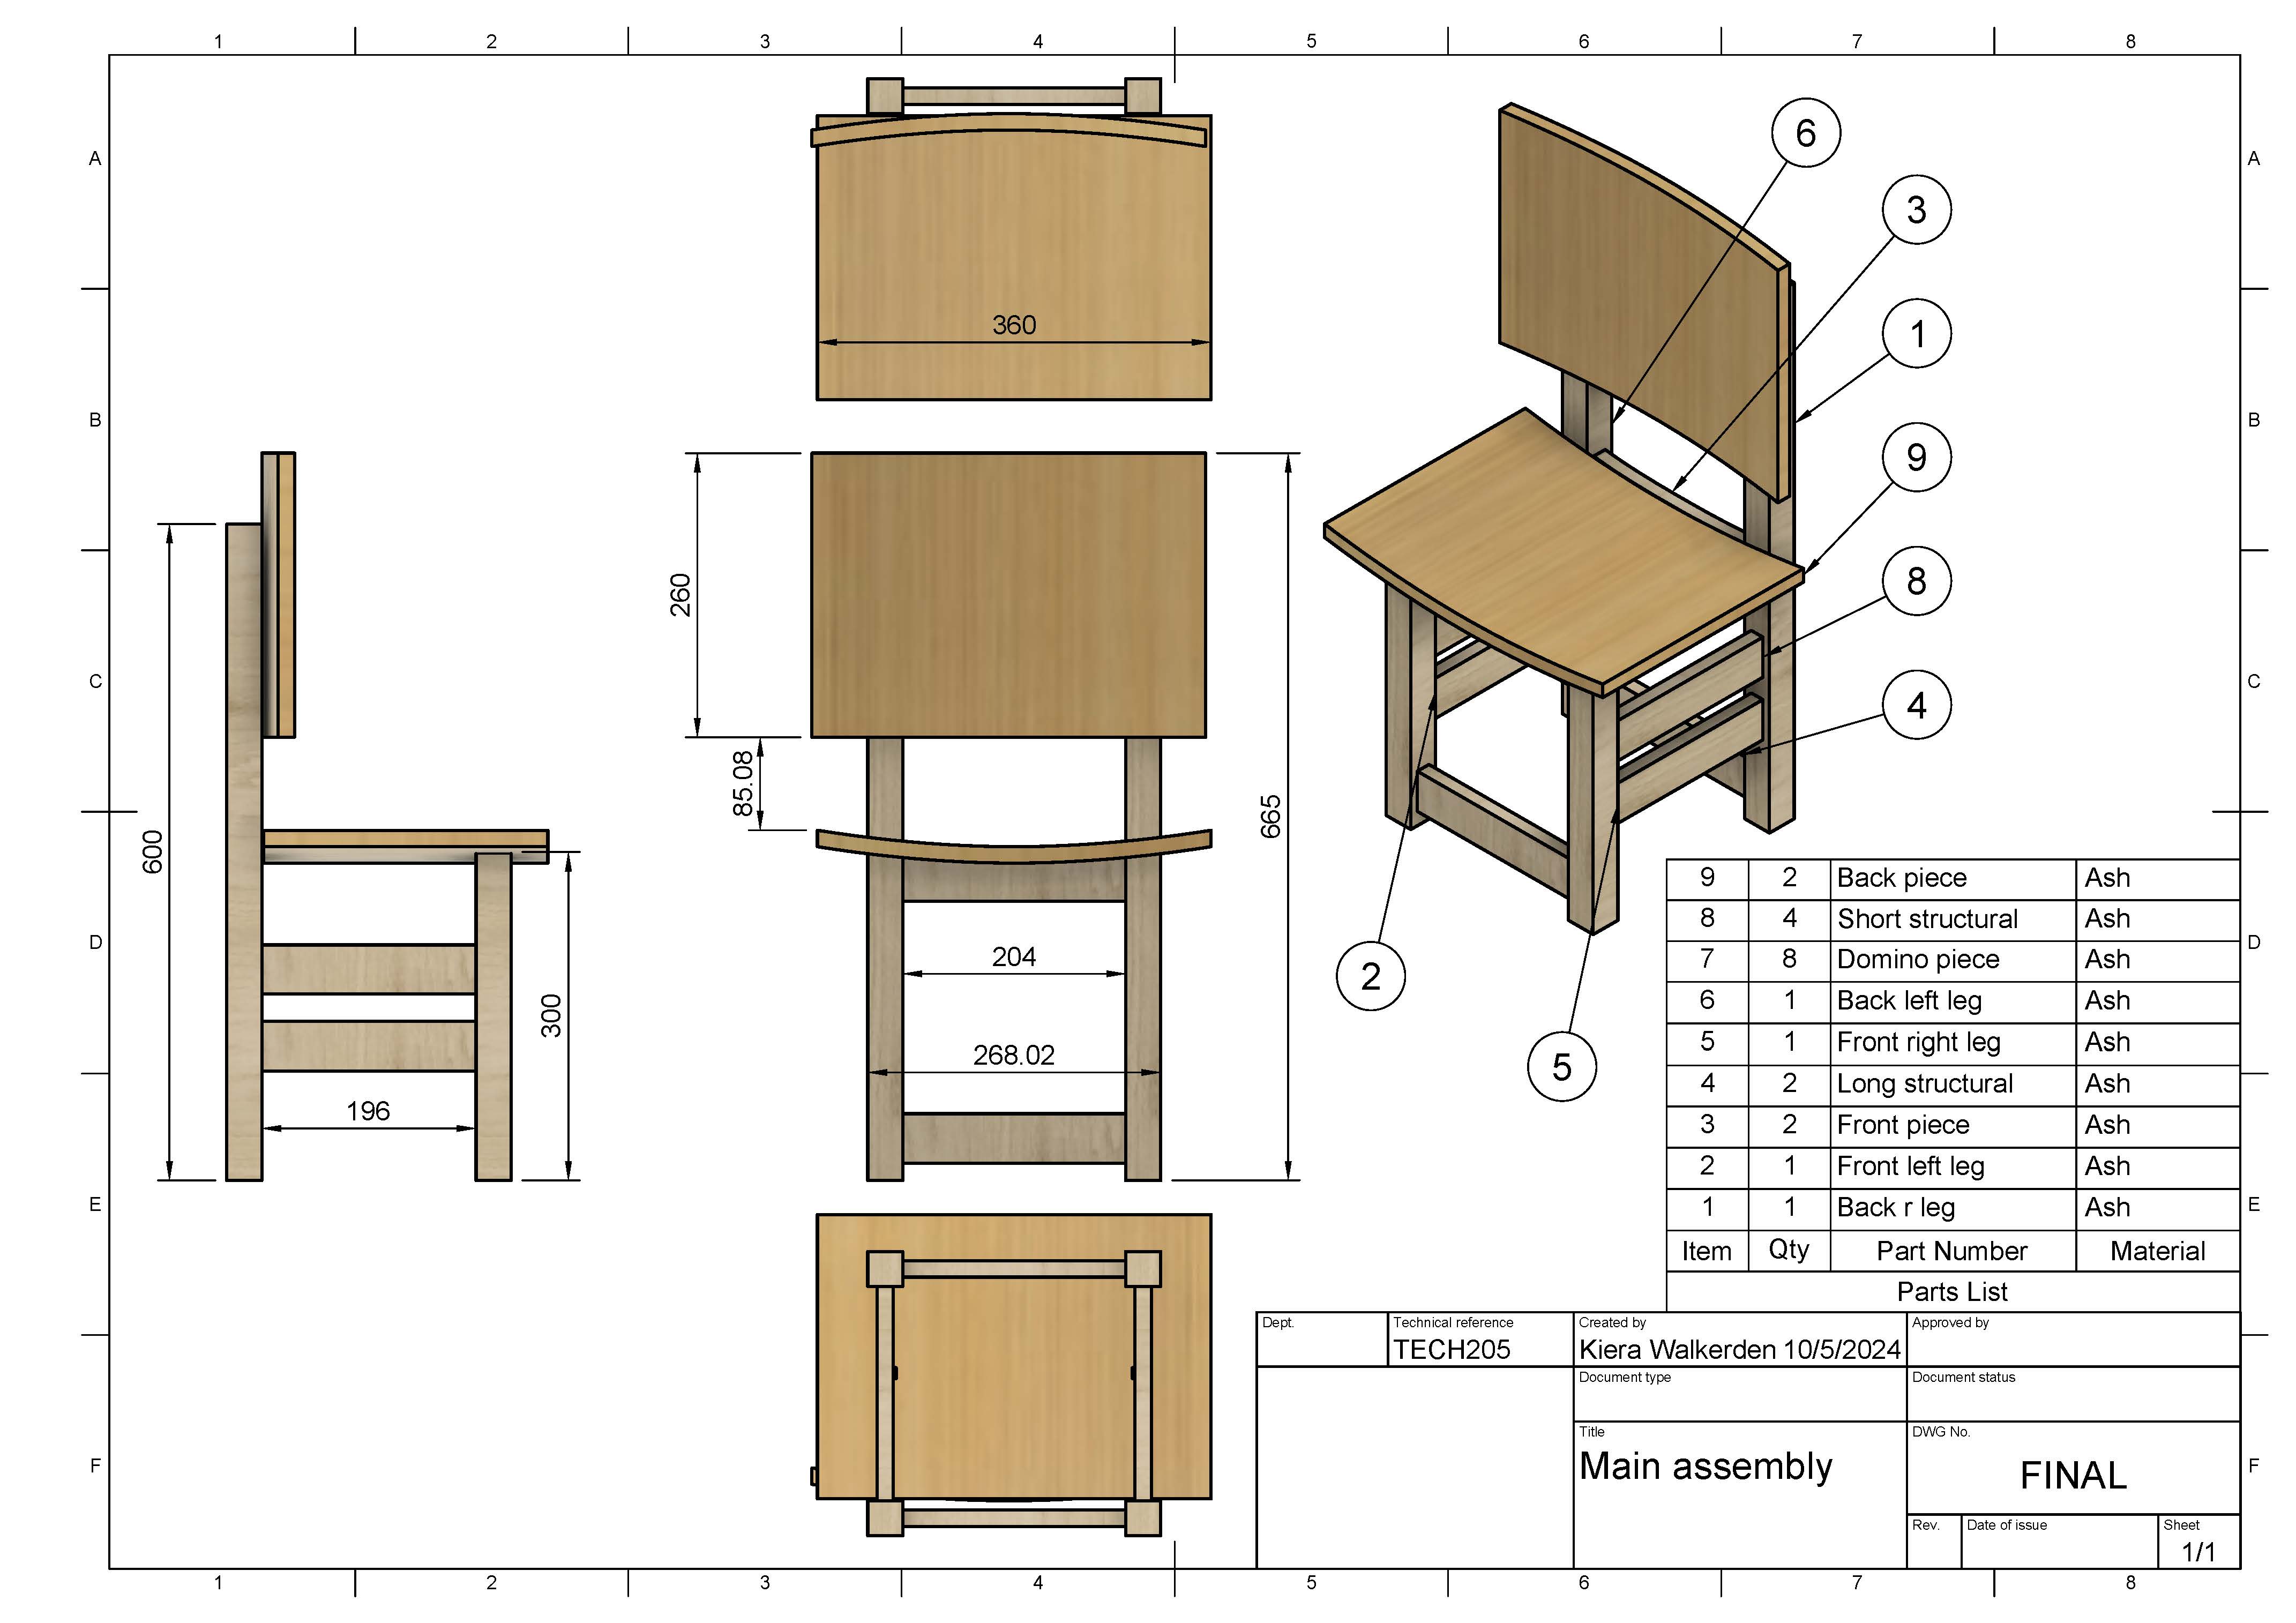 1 2 3 4 5 6 7 8
A A
B B
C C
D D
E E
F F
360
260
85.08
665
600
300
196
204
268.02
6
3
1
9
8
4
2
5
9 2 Back piece Ash
8 4 Short structural Ash
7 8 Domino piece Ash
6 1 Back left leg Ash
5 1 Front right leg Ash
4 2 Long structural Ash
3 2 Front piece Ash
2 1 Front left leg Ash
1 1 Back r leg Ash
Item Qty Part Number Material
Parts List
Dept. Technical reference Created by Approved by
TECH205 Kiera Walkerden 10/5/2024
Document type Document status
Title DWG No.
Main assembly FINAL
Rev. Date of issue Sheet
1/1
1 2 3 4 5 6 7 8